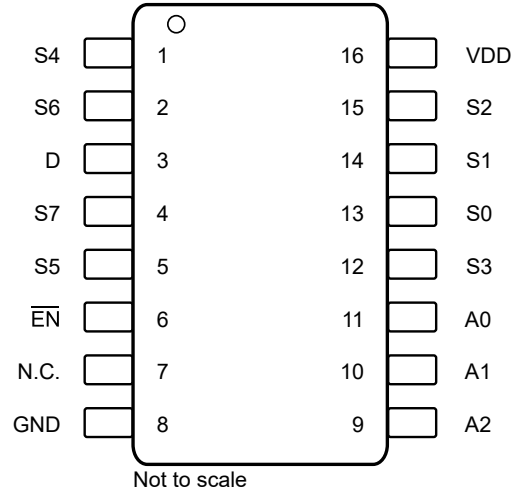 S4 1 16 VDD
S6 2 15 S2
D 3 14 S1
S7 4 13 S0
S5 5 12 S3
E̅N̅ 6 11 A0
N.C. 7 10 A1
GND 8 9 A2
Not to scale